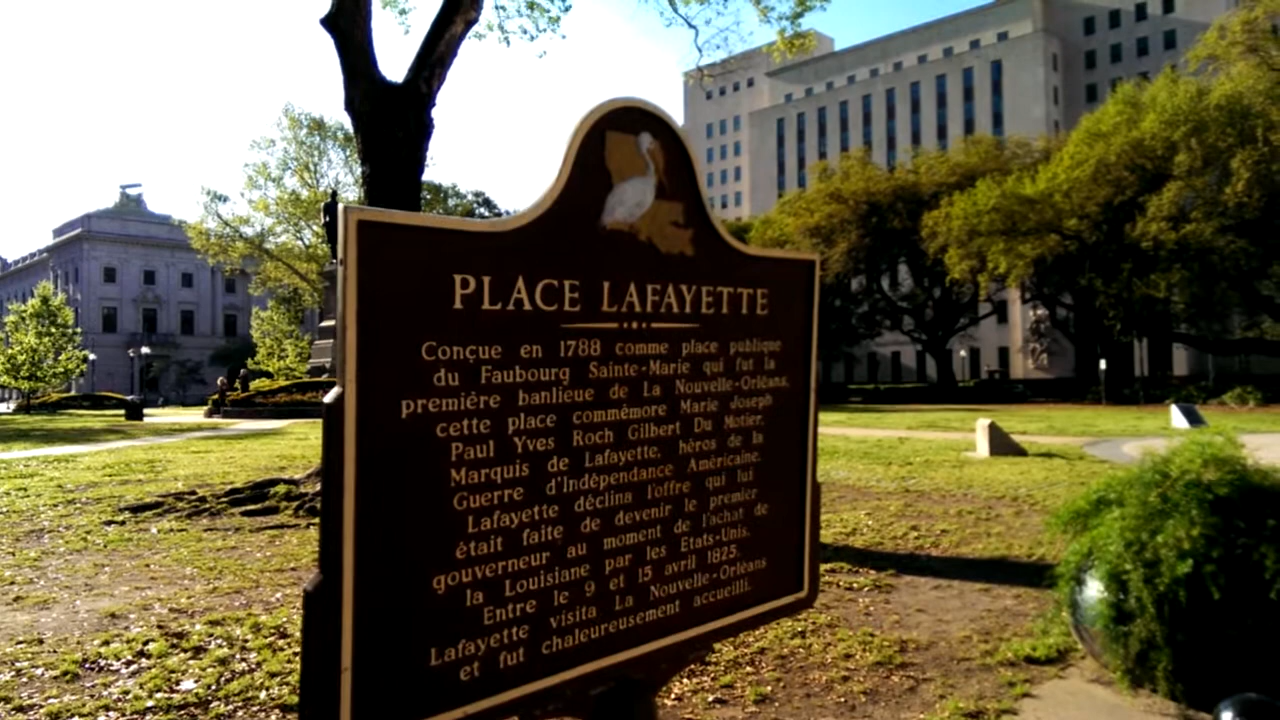 PLACE LAFAYETTE
Conçue en 1788 comme place publique
du Faubourg Sainte-Marie qui fut la
première banlieue de La Nouvelle-Orléans,
cette place commémore Marie Joseph
Paul Yves Roch Gilbert Du Motier,
Marquis de Lafayette, héros de la
Guerre d'Indépendance Américaine.
Lafayette déclina l'offre qui lui
était faite de devenir le premier
gouverneur au moment de l'achat de
la Louisiane par les Etats-Unis.
Entre le 9 et 15 avril 1825,
Lafayette visita La Nouvelle-Orléans
et fut chaleureusement accueilli.